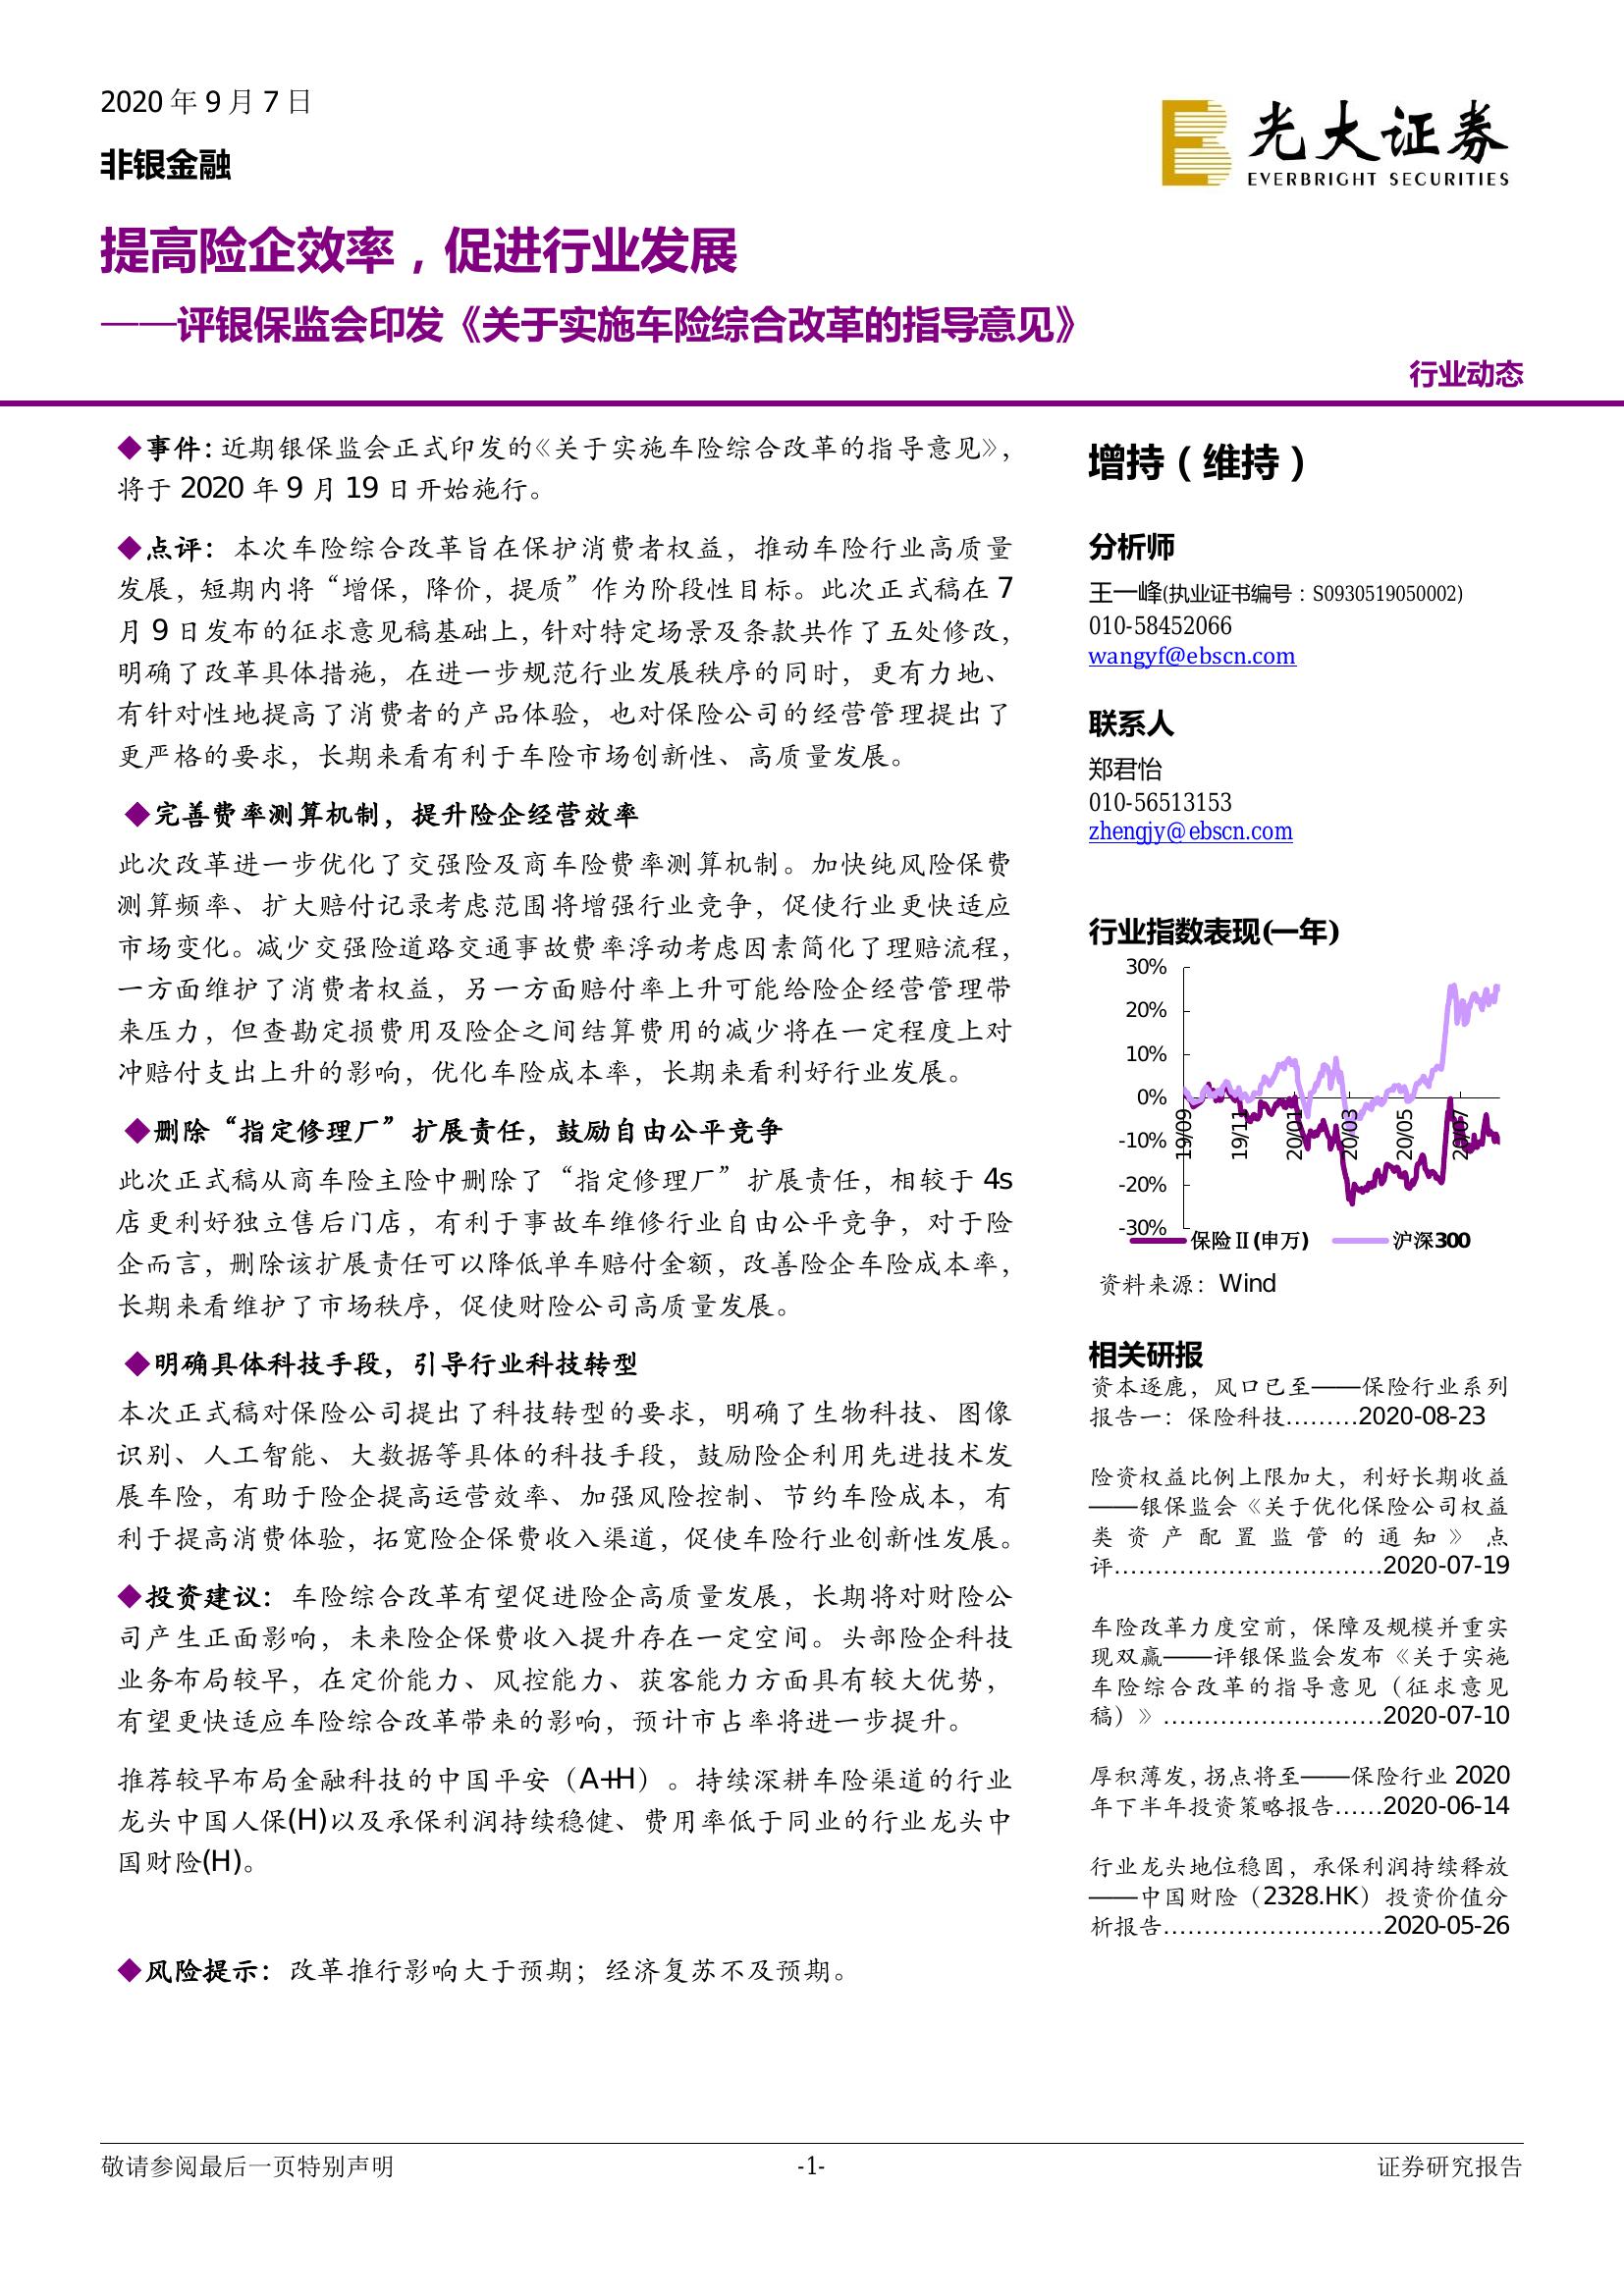 2020 年 9 月 7 日
非银金融
光大证券
EVERBRIGHT SECURITIES
提高险企效率，促进行业发展
——评银保监会印发《关于实施车险综合改革的指导意见》
行业动态
◆事件：近期银保监会正式印发的《关于实施车险综合改革的指导意见》，
将于 2020 年 9 月 19 日开始施行。
◆点评：本次车险综合改革旨在保护消费者权益，推动车险行业高质量
发展，短期内将“增保，降价，提质”作为阶段性目标。此次正式稿在 7
月 9 日发布的征求意见稿基础上，针对特定场景及条款共作了五处修改，
明确了改革具体措施，在进一步规范行业发展秩序的同时，更有力地、
有针对性地提高了消费者的产品体验，也对保险公司的经营管理提出了
更严格的要求，长期来看有利于车险市场创新性、高质量发展。
◆完善费率测算机制，提升险企经营效率
此次改革进一步优化了交强险及商车险费率测算机制。加快纯风险保费
测算频率、扩大赔付记录考虑范围将增强行业竞争，促使行业更快适应
市场变化。减少交强险道路交通事故费率浮动考虑因素简化了理赔流程，
一方面维护了消费者权益，另一方面赔付率上升可能给险企经营管理带
来压力，但查勘定损费用及险企之间结算费用的减少将在一定程度上对
冲赔付支出上升的影响，优化车险成本率，长期来看利好行业发展。
◆删除“指定修理厂”扩展责任，鼓励自由公平竞争
此次正式稿从商车险主险中删除了“指定修理厂”扩展责任，相较于 4s
店更利好独立售后门店，有利于事故车维修行业自由公平竞争，对于险
企而言，删除该扩展责任可以降低单车赔付金额，改善险企车险成本率，
长期来看维护了市场秩序，促使财险公司高质量发展。
◆明确具体科技手段，引导行业科技转型
本次正式稿对保险公司提出了科技转型的要求，明确了生物科技、图像
识别、人工智能、大数据等具体的科技手段，鼓励险企利用先进技术发
展车险，有助于险企提高运营效率、加强风险控制、节约车险成本，有
利于提高消费体验，拓宽险企保费收入渠道，促使车险行业创新性发展。
◆投资建议：车险综合改革有望促进险企高质量发展，长期将对财险公
司产生正面影响，未来险企保费收入提升存在一定空间。头部险企科技
业务布局较早，在定价能力、风控能力、获客能力方面具有较大优势，
有望更快适应车险综合改革带来的影响，预计市占率将进一步提升。
推荐较早布局金融科技的中国平安（A+H）。持续深耕车险渠道的行业
龙头中国人保(H)以及承保利润持续稳健、费用率低于同业的行业龙头中
国财险(H)。
◆风险提示：改革推行影响大于预期；经济复苏不及预期。
增持（维持）
分析师
王一峰(执业证书编号：S0930519050002)
010-58452066
wangyf@ebscn.com
联系人
郑君怡
010-56513153
zhengjy@ebscn.com
行业指数表现(一年)
30%
20%
10%
0%
-10%
-20%
-30%
19/09 19/11 20/01 20/03 20/05 20/07
保险Ⅱ(申万) 沪深300
资料来源：Wind
相关研报
资本逐鹿，风口已至——保险行业系列
报告一：保险科技………2020-08-23
险资权益比例上限加大，利好长期收益
——银保监会《关于优化保险公司权益
类资产配置监管的通知》点
评……………………………2020-07-19
车险改革力度空前，保障及规模并重实
现双赢——评银保监会发布《关于实施
车险综合改革的指导意见（征求意见
稿）》………………………2020-07-10
厚积薄发，拐点将至——保险行业 2020
年下半年投资策略报告……2020-06-14
行业龙头地位稳固，承保利润持续释放
——中国财险（2328.HK）投资价值分
析报告………………………2020-05-26
敬请参阅最后一页特别声明
-1-
证券研究报告